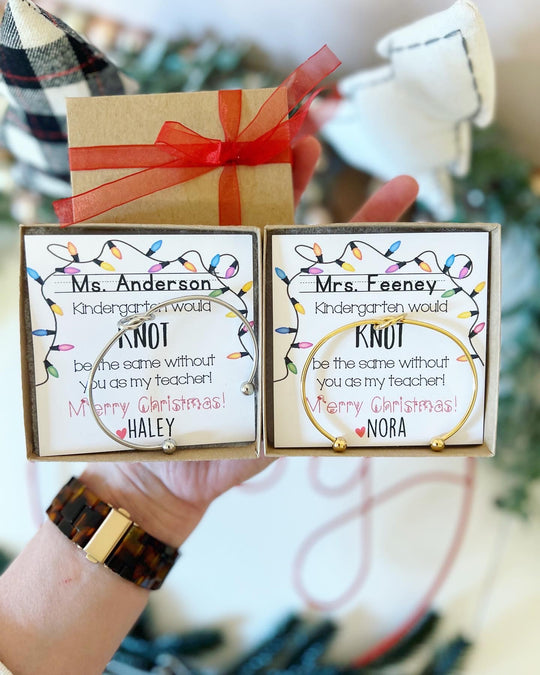 Ms. Anderson
Kindergarten would
KNOT
be the same without
you as my teacher!
Merry Christmas!
HALEY
Mrs. Feeney
Kindergarten would
KNOT
be the same without
you as my teacher!
Merry Christmas!
NORA